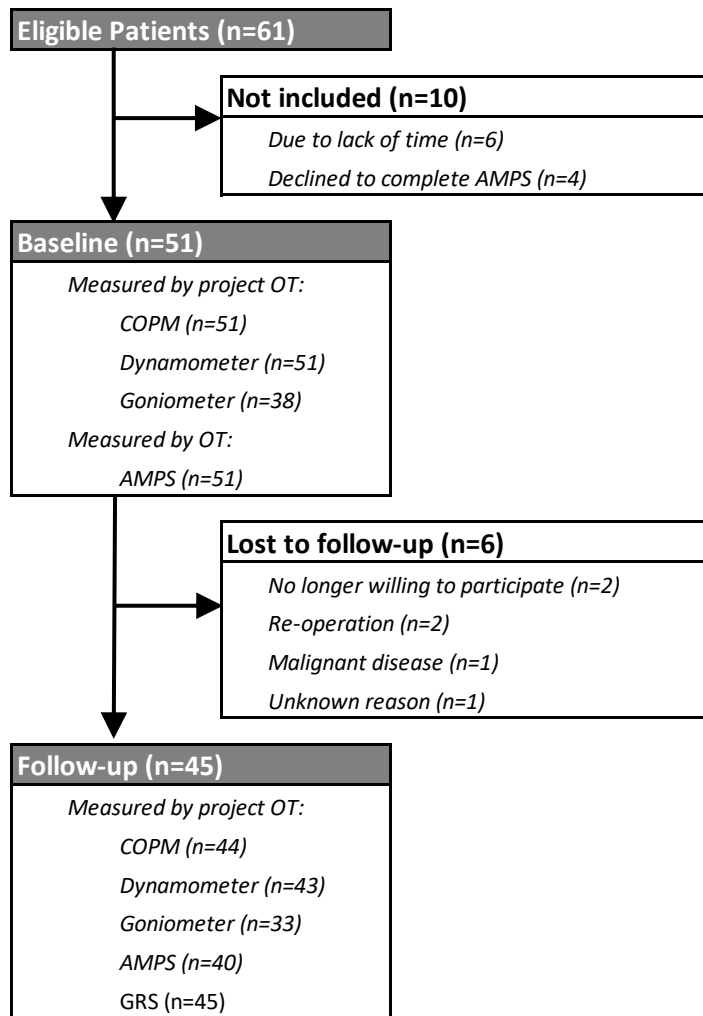 Eligible Patients (n=61)
Not included (n=10)
Due to lack of time (n=6)
Declined to complete AMPS (n=4)
Baseline (n=51)
Measured by project OT:
COPM (n=51)
Dynamometer (n=51)
Goniometer (n=38)
Measured by OT:
AMPS (n=51)
Lost to follow-up (n=6)
No longer willing to participate (n=2)
Re-operation (n=2)
Malignant disease (n=1)
Unknown reason (n=1)
Follow-up (n=45)
Measured by project OT:
COPM (n=44)
Dynamometer (n=43)
Goniometer (n=33)
AMPS (n=40)
GRS (n=45)